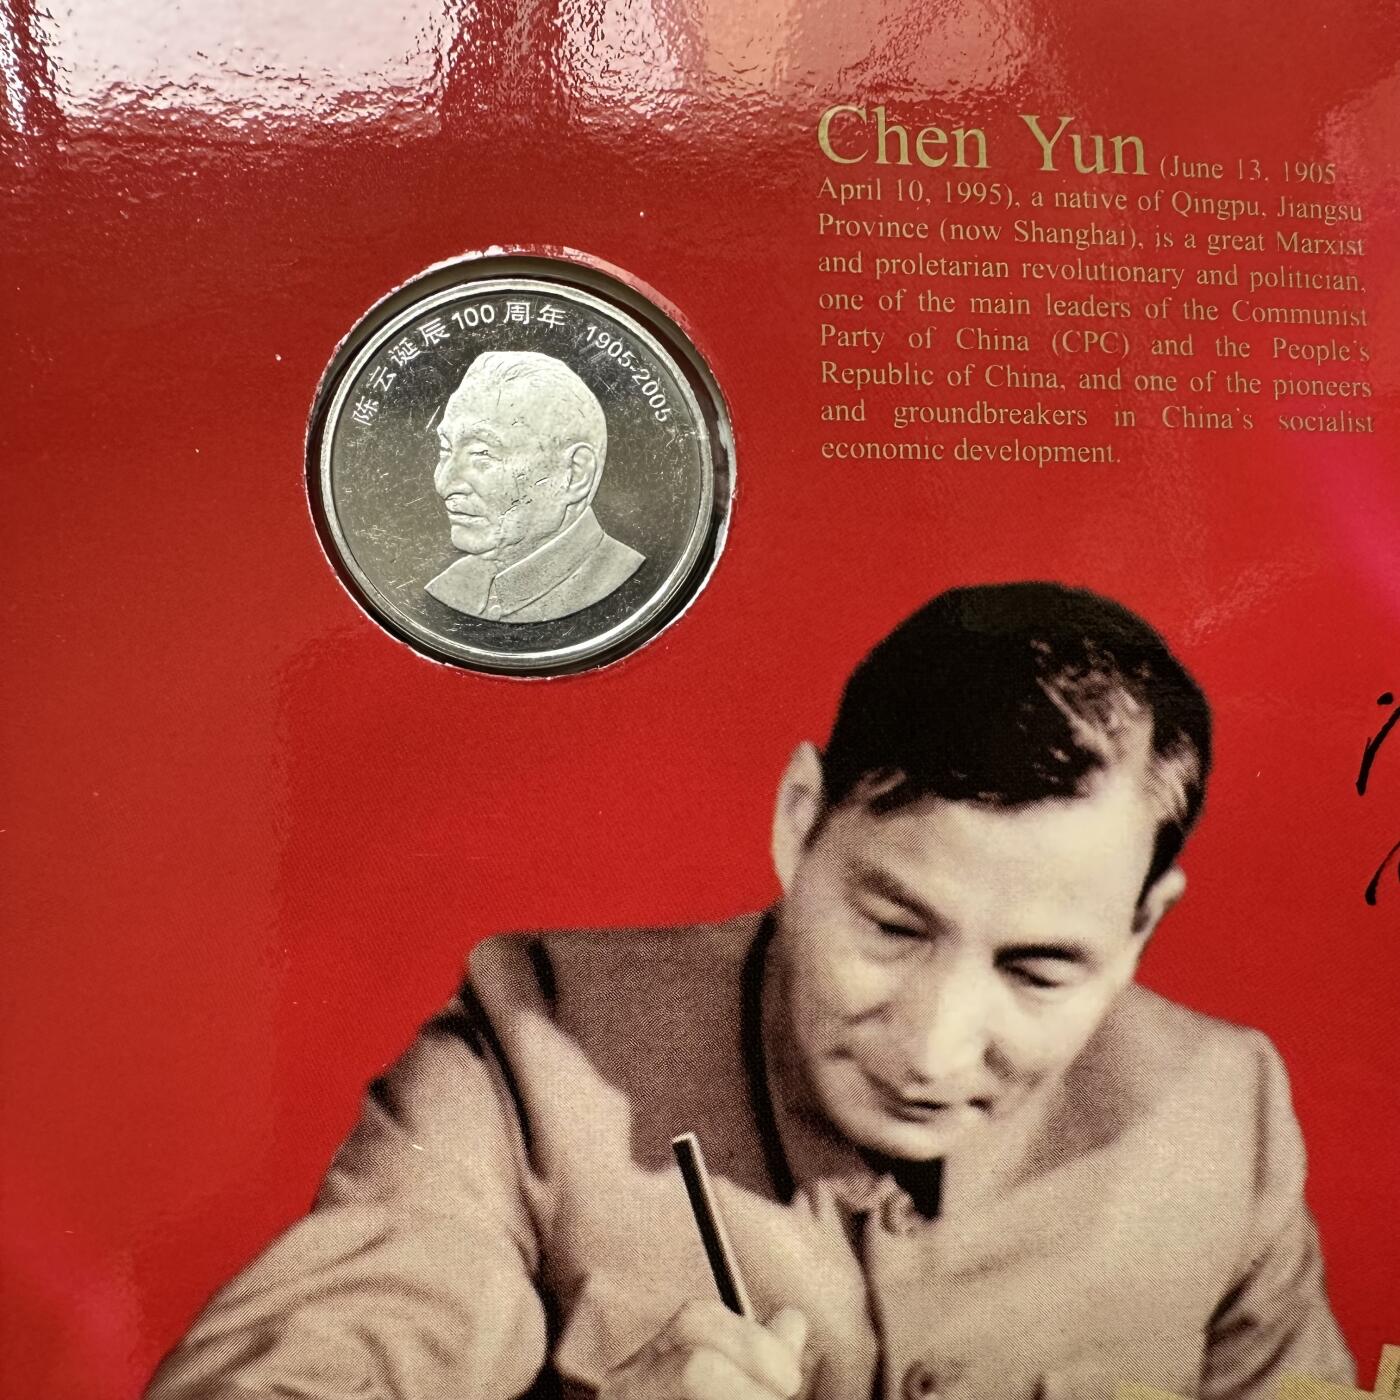 陈云诞辰100周年 1905-2005
Chen Yun (June 13, 1905
April 10, 1995), a native of Qingpu, Jiangsu
Province (now Shanghai), is a great Marxist
and proletarian revolutionary and politician,
one of the main leaders of the Communist
Party of China (CPC) and the People's
Republic of China, and one of the pioneers
and groundbreakers in China's socialist
economic development.